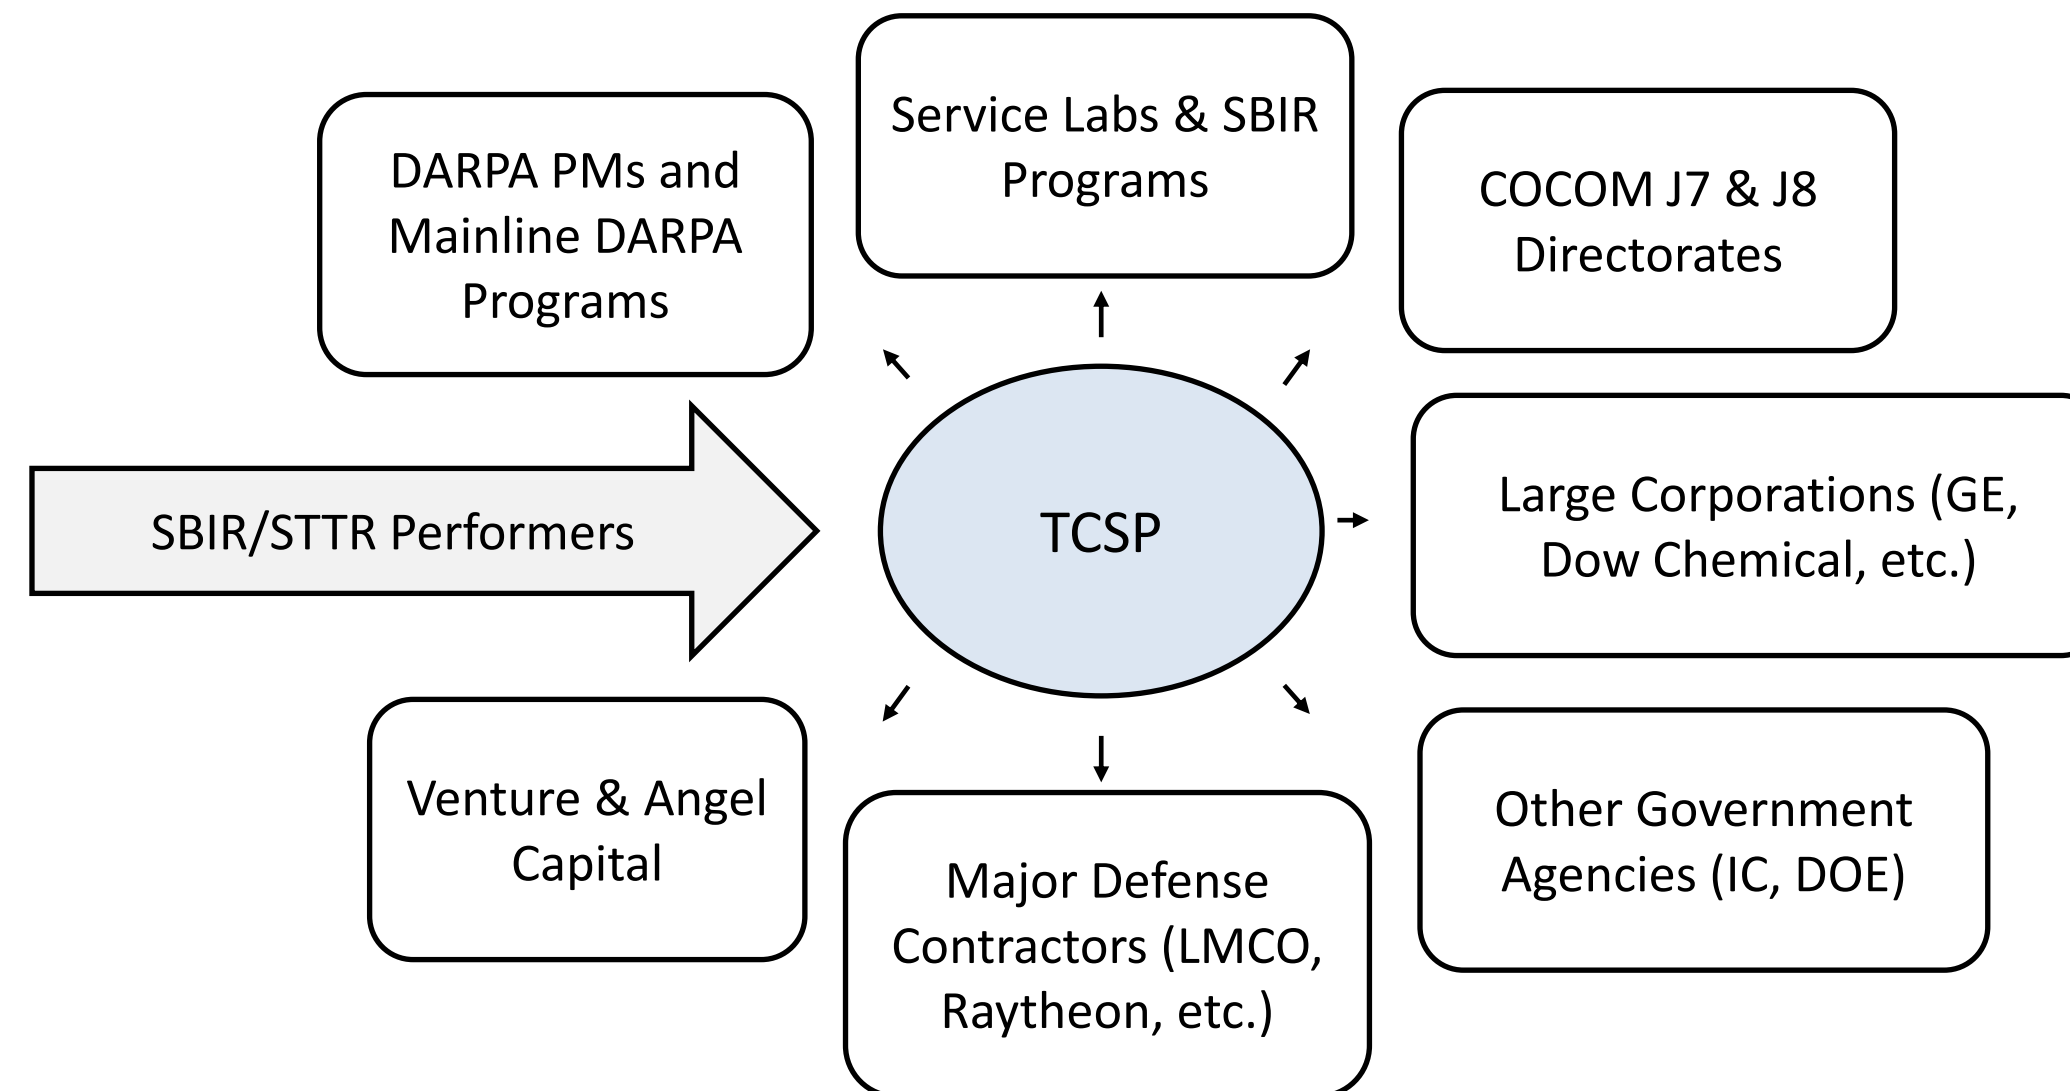 Service Labs & SBIR
Programs
DARPA PMs and
Mainline DARPA
Programs
COCOM J7 & J8
Directorates
SBIR/STTR Performers
TCSP
Large Corporations (GE,
Dow Chemical, etc.)
Venture & Angel
Capital
Major Defense
Contractors (LMCO,
Raytheon, etc.)
Other Government
Agencies (IC, DOE)